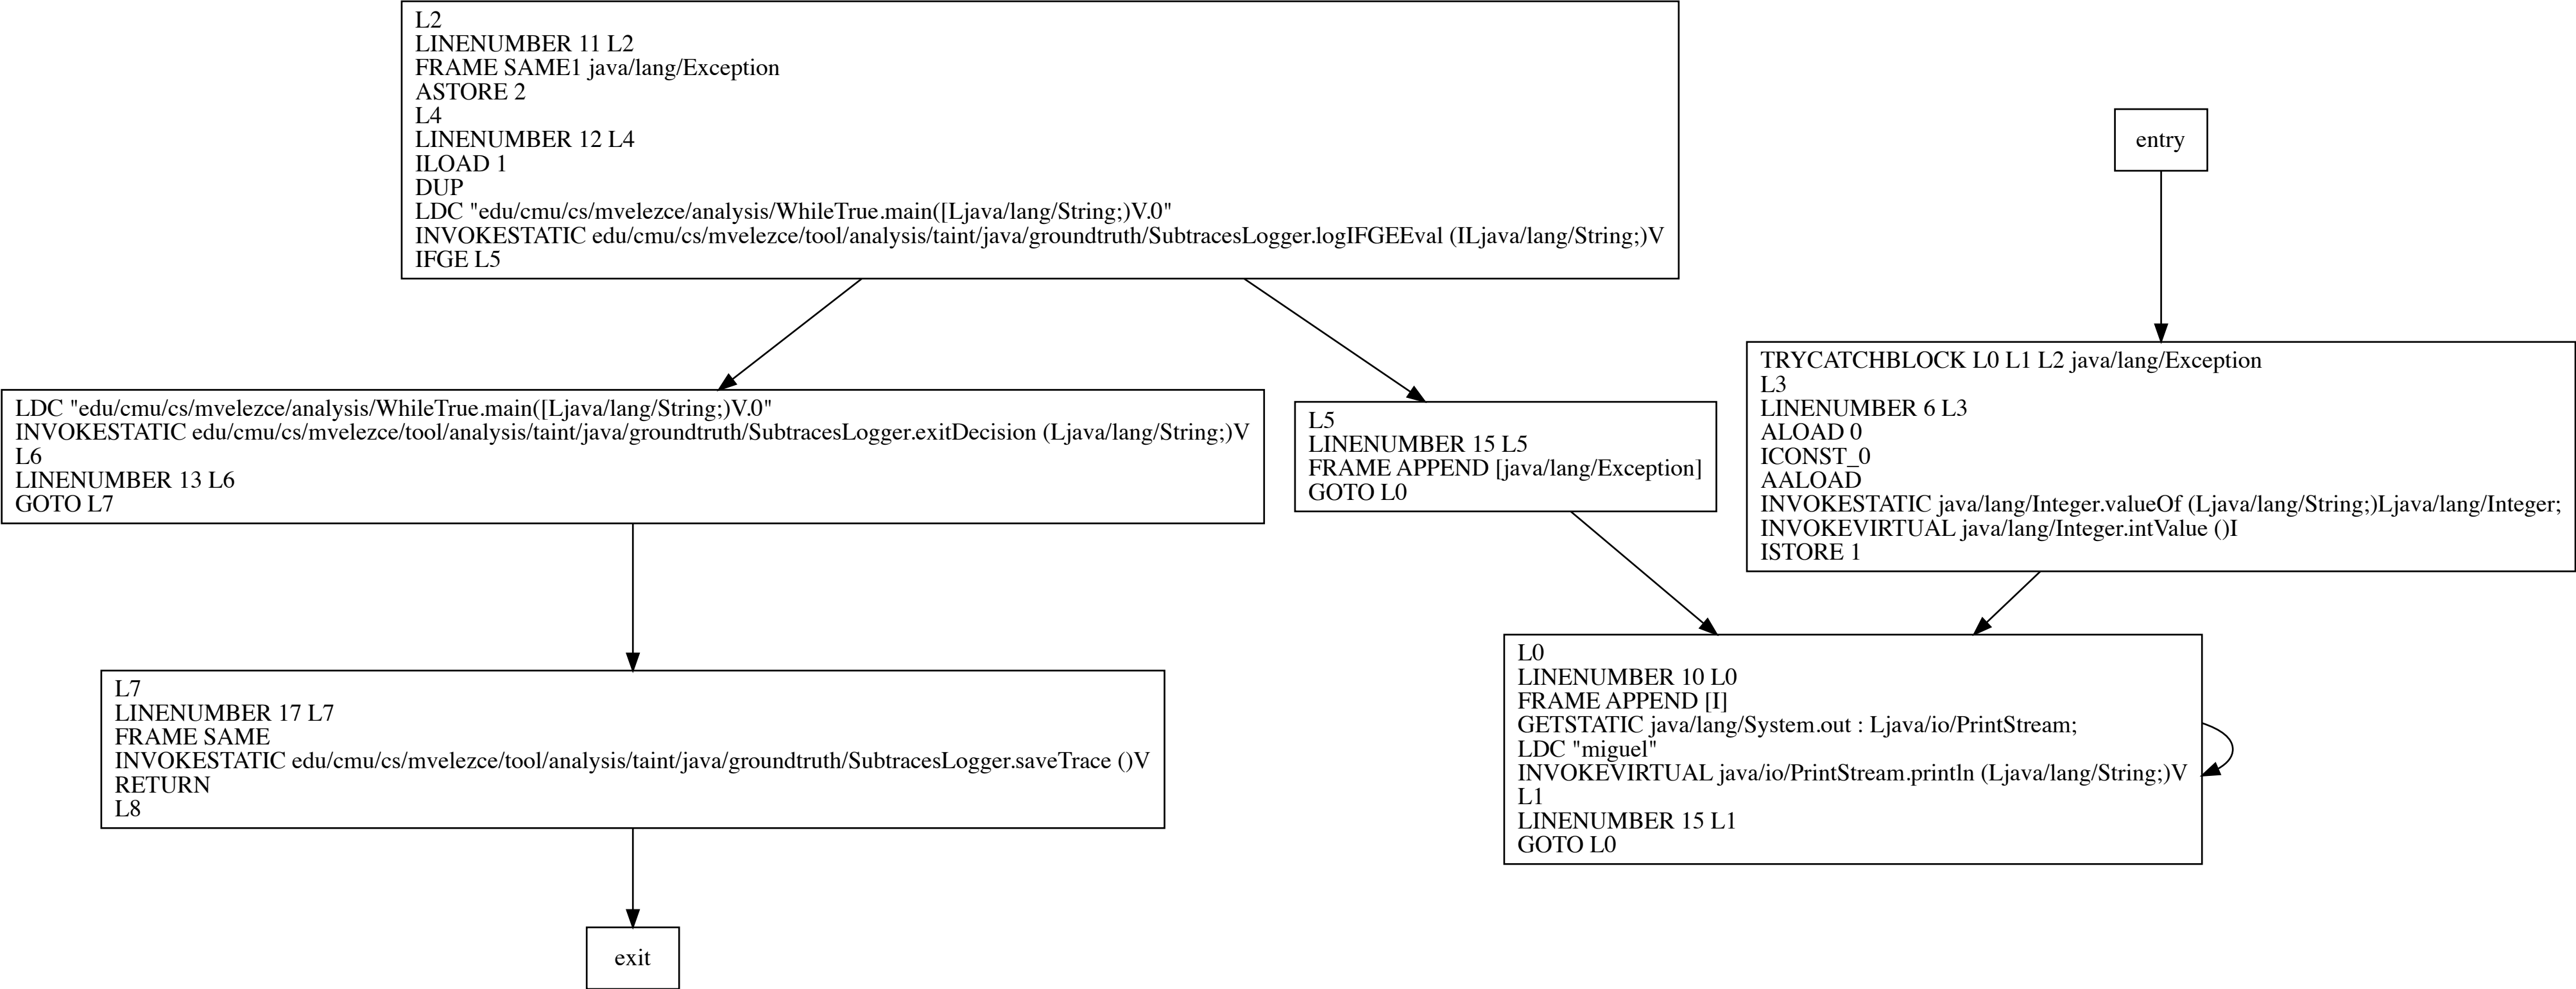 L2
LINENUMBER 11 L2
FRAME SAME1 java/lang/Exception
ASTORE 2
L4
LINENUMBER 12 L4
ILOAD 1
DUP
LDC "edu/cmu/cs/mvelezce/analysis/WhileTrue.main([Ljava/lang/String;)V.0"
INVOKESTATIC edu/cmu/cs/mvelezce/tool/analysis/taint/java/groundtruth/SubtracesLogger.logIFGEEval (ILjava/lang/String;)V
IFGE L5
entry
LDC "edu/cmu/cs/mvelezce/analysis/WhileTrue.main([Ljava/lang/String;)V.0"
INVOKESTATIC edu/cmu/cs/mvelezce/tool/analysis/taint/java/groundtruth/SubtracesLogger.exitDecision (Ljava/lang/String;)V
L6
LINENUMBER 13 L6
GOTO L7
L5
LINENUMBER 15 L5
FRAME APPEND [java/lang/Exception]
GOTO L0
TRYCATCHBLOCK L0 L1 L2 java/lang/Exception
L3
LINENUMBER 6 L3
ALOAD 0
ICONST_0
AALOAD
INVOKESTATIC java/lang/Integer.valueOf (Ljava/lang/String;)Ljava/lang/Integer;
INVOKEVIRTUAL java/lang/Integer.intValue ()I
ISTORE 1
L7
LINENUMBER 17 L7
FRAME SAME
INVOKESTATIC edu/cmu/cs/mvelezce/tool/analysis/taint/java/groundtruth/SubtracesLogger.saveTrace ()V
RETURN
L8
L0
LINENUMBER 10 L0
FRAME APPEND [I]
GETSTATIC java/lang/System.out : Ljava/io/PrintStream;
LDC "miguel"
INVOKEVIRTUAL java/io/PrintStream.println (Ljava/lang/String;)V
L1
LINENUMBER 15 L1
GOTO L0
exit